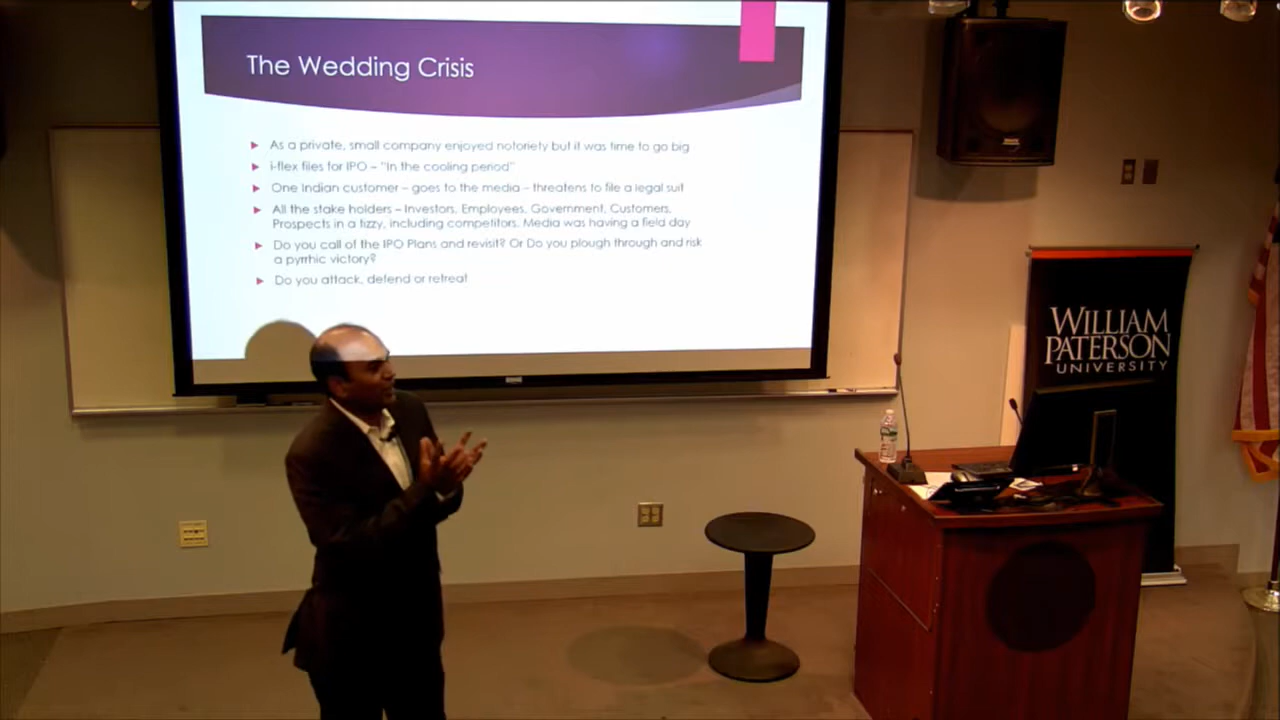 The Wedding Crisis
As a private, small company enjoyed notoriety but it was time to go big
i-flex files for IPO – "In the cooling period"
One Indian customer – goes to the media – threatens to file a legal suit
All the stake holders – Investors, Employees, Government, Customers,
Prospects in a tizzy, including competitors. Media was having a field day
Do you call of the IPO Plans and revisit? Or Do you plough through and risk
a pyrrhic victory?
Do you attack, defend or retreat
WILLIAM
PATERSON
UNIVERSITY